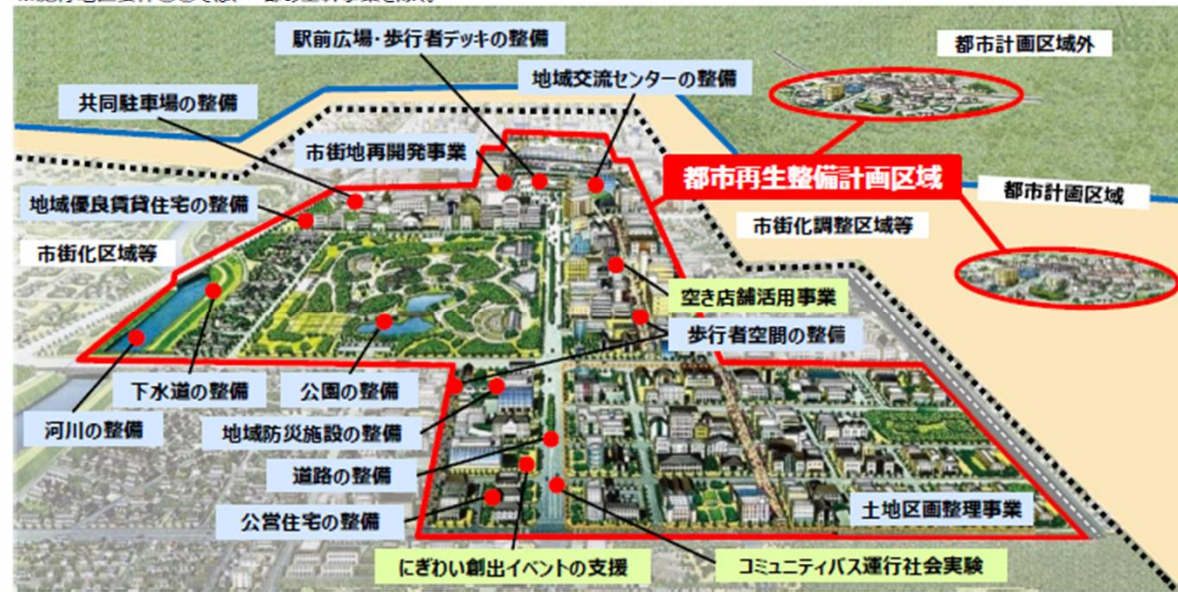 駅前広場・歩行者デッキの整備
都市計画区域外
地域交流センターの整備
共同駐車場の整備
市街地再開発事業
都市再生整備計画区域
都市計画区域
地域優良賃貸住宅の整備
市街化調整区域等
市街化区域等
空き店舗活用事業
歩行者空間の整備
下水道の整備
公園の整備
河川の整備
地域防災施設の整備
道路の整備
公営住宅の整備
土地区画整理事業
にぎわい創出イベントの支援
コミュニティバス運行社会実験